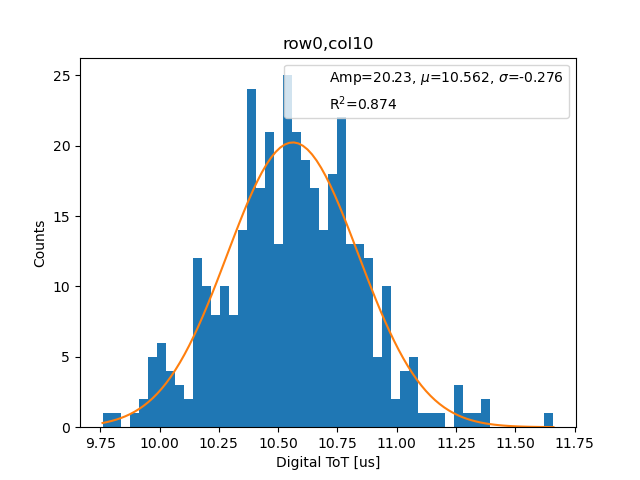 row0,col10
Amp=20.23, μ=10.562, σ=-0.276
R²=0.874
25
20
15
10
5
0
Counts
9.75 10.00 10.25 10.50 10.75 11.00 11.25 11.50 11.75
Digital ToT [us]